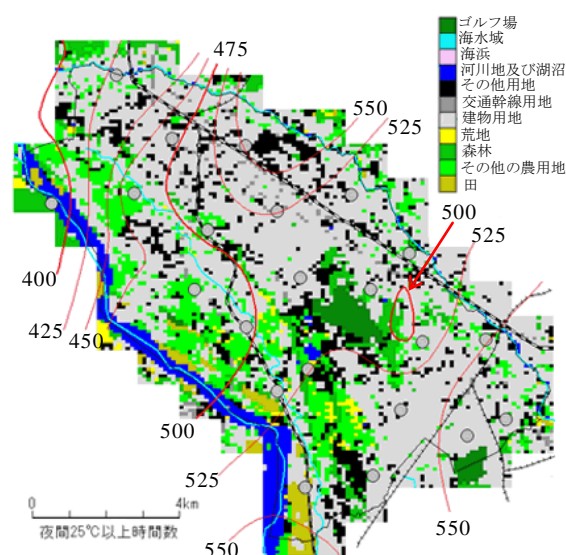 475
550
525
ゴルフ場
海水域
海浜
河川地及び湖沼
その他用地
交通幹線用地
建物用地
荒地
森林
その他の農用地
田
500
525
400
425
450
500
525
550
550
0 4km
夜間25℃以上時間数